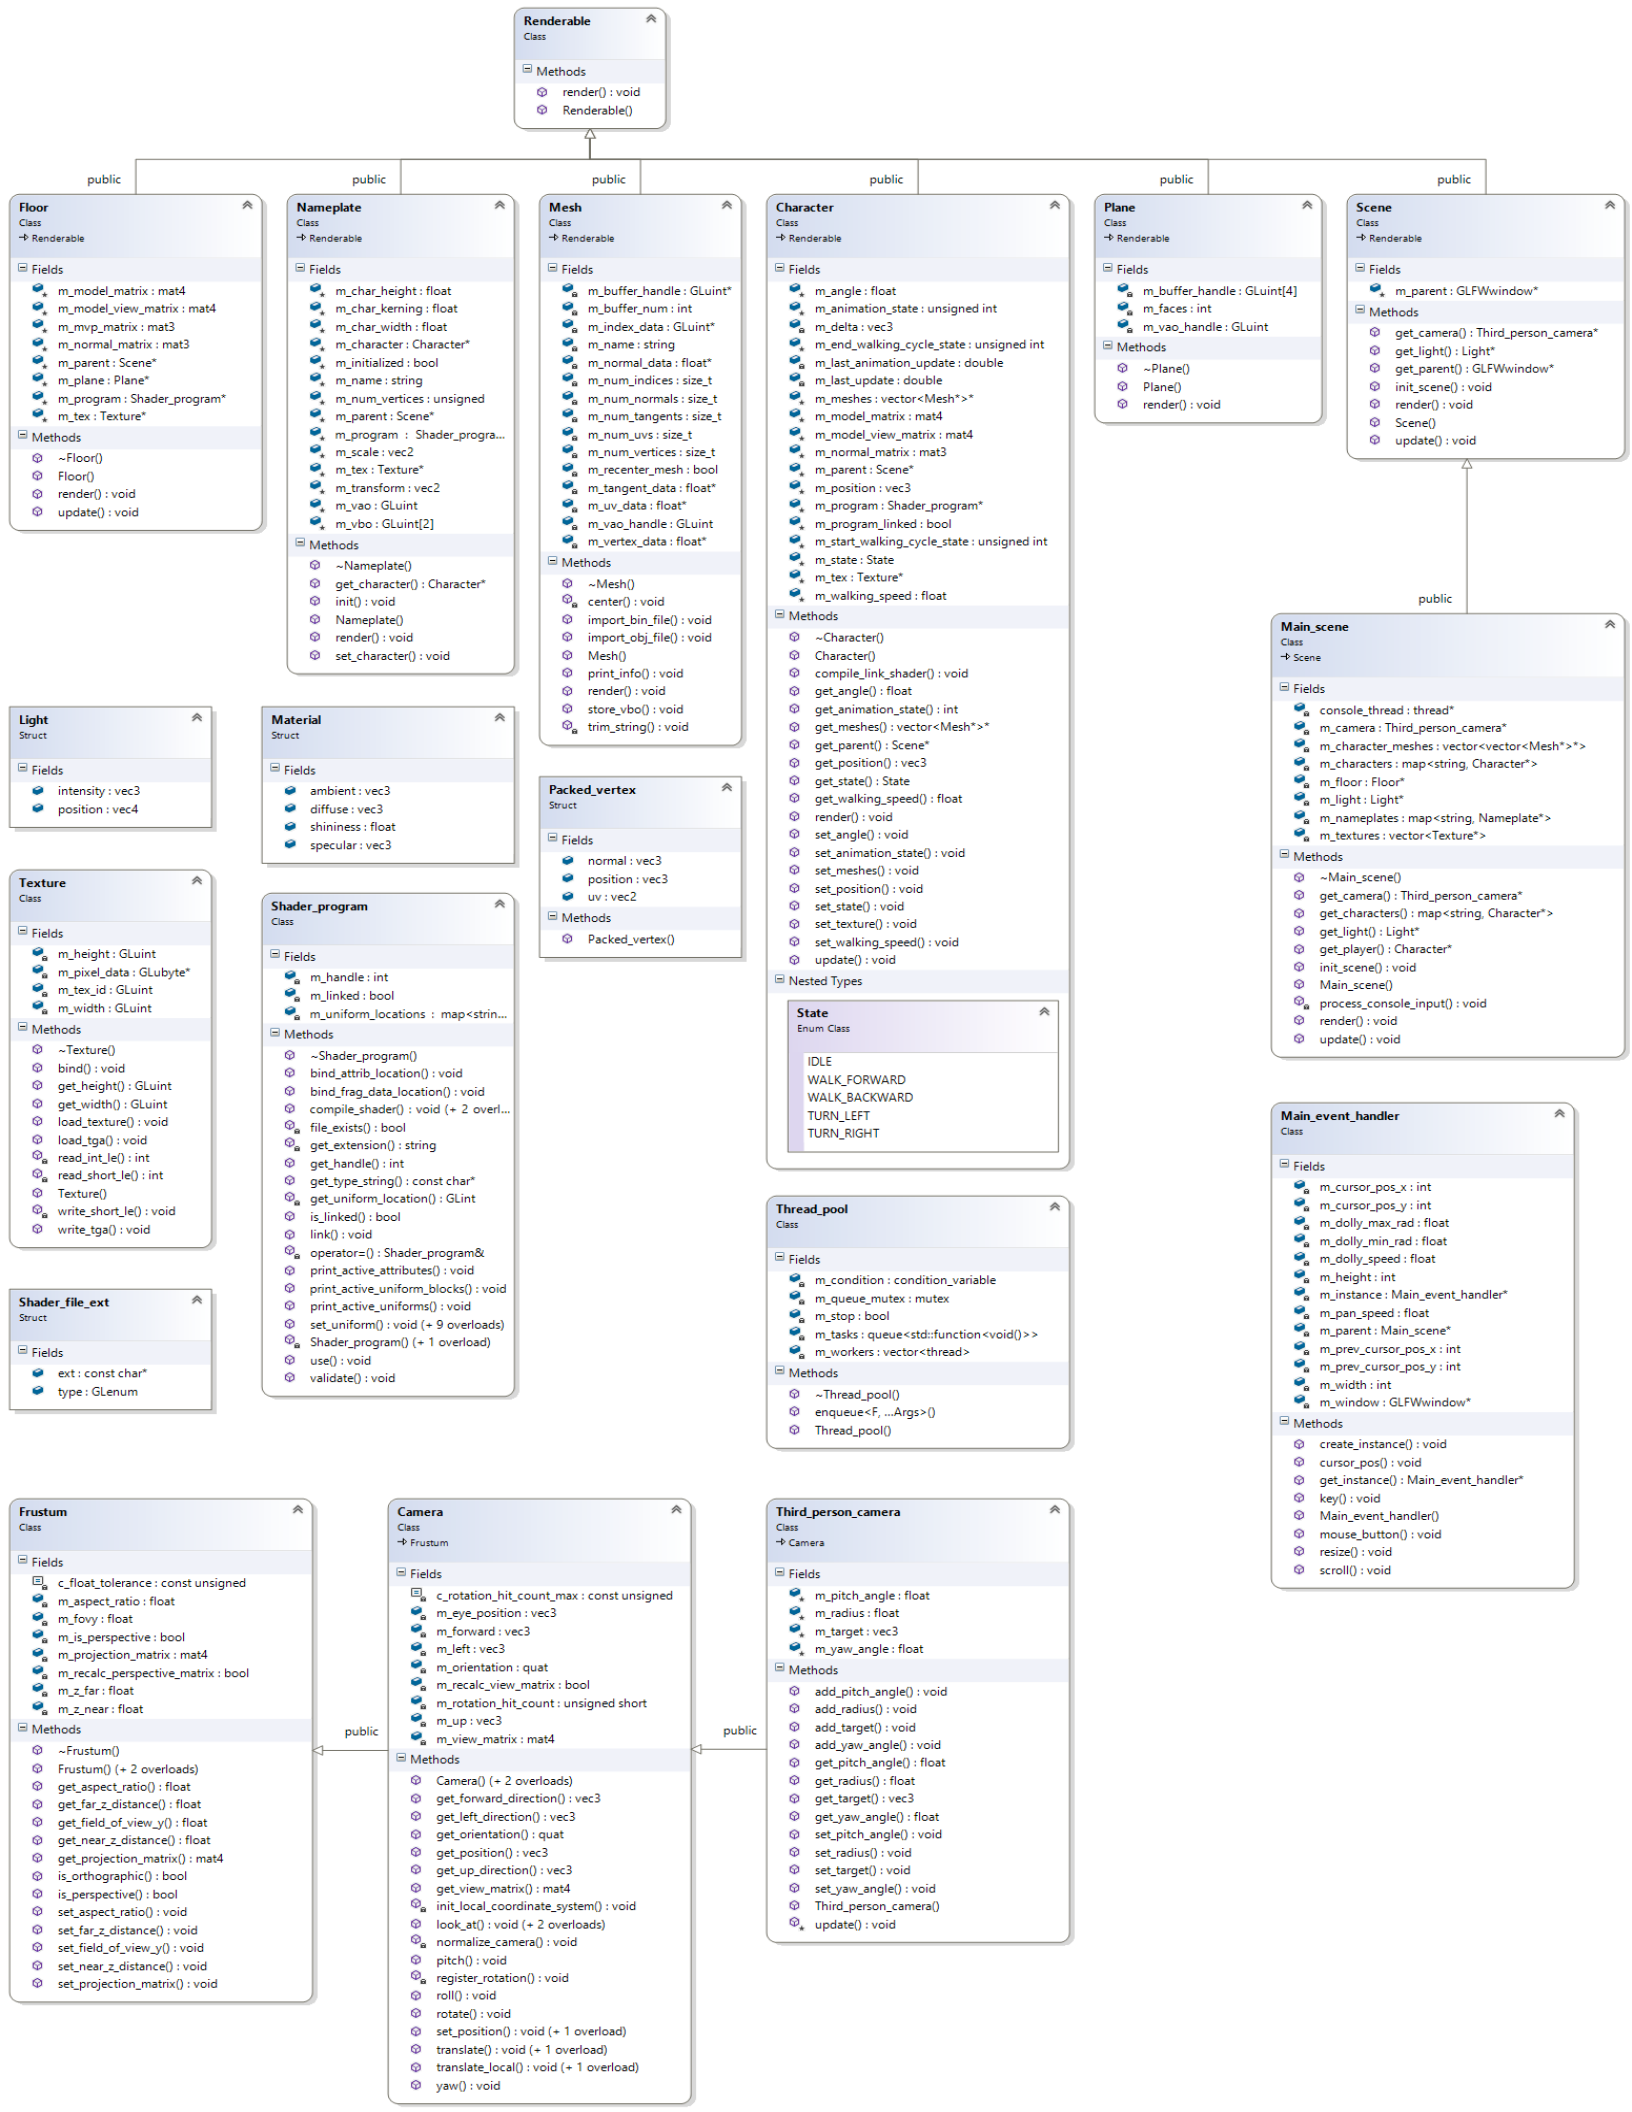 Renderable
Class
Methods
render() : void
Renderable()
public
public
public
public
public
public
Floor
Class
Renderable
Fields
m_model_matrix : mat4
m_model_view_matrix : mat4
m_mvp_matrix : mat3
m_normal_matrix : mat3
m_parent : Scene*
m_plane : Plane*
m_program : Shader_program*
m_tex : Texture*
Methods
~Floor()
Floor()
render() : void
update() : void
Nameplate
Class
Renderable
Fields
m_char_height : float
m_char_kerning : float
m_char_width : float
m_character : Character*
m_initialized : bool
m_name : string
m_num_vertices : unsigned
m_parent : Scene*
m_program : Shader_progra...
m_scale : vec2
m_tex : Texture*
m_transform : vec2
m_vao : GLuint
m_vbo : GLuint[2]
Methods
~Nameplate()
get_character() : Character*
init() : void
Nameplate()
render() : void
set_character() : void
Mesh
Class
Renderable
Fields
m_buffer_handle : GLuint*
m_buffer_num : int
m_index_data : GLuint*
m_name : string
m_normal_data : float*
m_num_indices : size_t
m_num_normals : size_t
m_num_tangents : size_t
m_num_uvs : size_t
m_num_vertices : size_t
m_recenter_mesh : bool
m_tangent_data : float*
m_uv_data : float*
m_vao_handle : GLuint
m_vertex_data : float*
Methods
~Mesh()
center() : void
import_bin_file() : void
import_obj_file() : void
Mesh()
print_info() : void
render() : void
store_vbo() : void
trim_string() : void
Character
Class
Renderable
Fields
m_angle : float
m_animation_state : unsigned int
m_delta : vec3
m_end_walking_cycle_state : unsigned int
m_last_animation_update : double
m_last_update : double
m_meshes : vector<Mesh*>*
m_model_matrix : mat4
m_model_view_matrix : mat4
m_normal_matrix : mat3
m_parent : Scene*
m_position : vec3
m_program : Shader_program*
m_program_linked : bool
m_start_walking_cycle_state : unsigned int
m_state : State
m_tex : Texture*
m_walking_speed : float
Methods
~Character()
Character()
compile_link_shader() : void
get_angle() : float
get_animation_state() : int
get_meshes() : vector<Mesh*>*
get_parent() : Scene*
get_position() : vec3
get_state() : State
get_walking_speed() : float
render() : void
set_angle() : void
set_animation_state() : void
set_meshes() : void
set_position() : void
set_state() : void
set_texture() : void
set_walking_speed() : void
update() : void
Nested Types
State
Enum Class
IDLE
WALK_FORWARD
WALK_BACKWARD
TURN_LEFT
TURN_RIGHT
Plane
Class
Renderable
Fields
m_buffer_handle : GLuint[4]
m_faces : int
m_vao_handle : GLuint
Methods
~Plane()
Plane()
render() : void
Scene
Class
Renderable
Fields
m_parent : GLFWwindow*
Methods
get_camera() : Third_person_camera*
get_light() : Light*
get_parent() : GLFWwindow*
init_scene() : void
render() : void
Scene()
update() : void
public
Main_scene
Class
Scene
Fields
console_thread : thread*
m_camera : Third_person_camera*
m_character_meshes : vector<vector<Mesh*>*>
m_characters : map<string, Character*>
m_floor : Floor*
m_light : Light*
m_nameplates : map<string, Nameplate*>
m_textures : vector<Texture*>
Methods
~Main_scene()
get_camera() : Third_person_camera*
get_characters() : map<string, Character*>
get_light() : Light*
get_player() : Character*
init_scene() : void
Main_scene()
process_console_input() : void
render() : void
update() : void
Light
Struct
Fields
intensity : vec3
position : vec4
Material
Struct
Fields
ambient : vec3
diffuse : vec3
shininess : float
specular : vec3
Packed_vertex
Struct
Fields
normal : vec3
position : vec3
uv : vec2
Methods
Packed_vertex()
Texture
Class
Fields
m_height : GLuint
m_pixel_data : GLubyte*
m_tex_id : GLuint
m_width : GLuint
Methods
~Texture()
bind() : void
get_height() : GLuint
get_width() : GLuint
load_texture() : void
load_tga() : void
read_int_le() : int
read_short_le() : int
Texture()
write_short_le() : void
write_tga() : void
Shader_program
Class
Fields
m_handle : int
m_linked : bool
m_uniform_locations : map<strin...
Methods
~Shader_program()
bind_attrib_location() : void
bind_frag_data_location() : void
compile_shader() : void (+ 2 overl...
file_exists() : bool
get_extension() : string
get_handle() : int
get_type_string() : const char*
get_uniform_location() : GLint
is_linked() : bool
link() : void
operator=() : Shader_program&
print_active_attributes() : void
print_active_uniform_blocks() : void
print_active_uniforms() : void
set_uniform() : void (+ 9 overloads)
Shader_program() (+ 1 overload)
use() : void
validate() : void
Shader_file_ext
Struct
Fields
ext : const char*
type : GLenum
Thread_pool
Class
Fields
m_condition : condition_variable
m_queue_mutex : mutex
m_stop : bool
m_tasks : queue<std::function<void()>>
m_workers : vector<thread>
Methods
~Thread_pool()
enqueue<F, ...Args>()
Thread_pool()
Main_event_handler
Class
Fields
m_cursor_pos_x : int
m_cursor_pos_y : int
m_dolly_max_rad : float
m_dolly_min_rad : float
m_dolly_speed : float
m_height : int
m_instance : Main_event_handler*
m_pan_speed : float
m_parent : Main_scene*
m_prev_cursor_pos_x : int
m_prev_cursor_pos_y : int
m_width : int
m_window : GLFWwindow*
Methods
create_instance() : void
cursor_pos() : void
get_instance() : Main_event_handler*
key() : void
Main_event_handler()
mouse_button() : void
resize() : void
scroll() : void
Frustum
Class
Fields
c_float_tolerance : const unsigned
m_aspect_ratio : float
m_fovy : float
m_is_perspective : bool
m_projection_matrix : mat4
m_recalc_perspective_matrix : bool
m_z_far : float
m_z_near : float
Methods
~Frustum()
Frustum() (+ 2 overloads)
get_aspect_ratio() : float
get_far_z_distance() : float
get_field_of_view_y() : float
get_near_z_distance() : float
get_projection_matrix() : mat4
is_orthographic() : bool
is_perspective() : bool
set_aspect_ratio() : void
set_far_z_distance() : void
set_field_of_view_y() : void
set_near_z_distance() : void
set_projection_matrix() : void
public
Camera
Class
Frustum
Fields
c_rotation_hit_count_max : const unsigned
m_eye_position : vec3
m_forward : vec3
m_left : vec3
m_orientation : quat
m_recalc_view_matrix : bool
m_rotation_hit_count : unsigned short
m_up : vec3
m_view_matrix : mat4
Methods
Camera() (+ 2 overloads)
get_forward_direction() : vec3
get_left_direction() : vec3
get_orientation() : quat
get_position() : vec3
get_up_direction() : vec3
get_view_matrix() : mat4
init_local_coordinate_system() : void
look_at() : void (+ 2 overloads)
normalize_camera() : void
pitch() : void
register_rotation() : void
roll() : void
rotate() : void
set_position() : void (+ 1 overload)
translate() : void (+ 1 overload)
translate_local() : void (+ 1 overload)
yaw() : void
public
Third_person_camera
Class
Camera
Fields
m_pitch_angle : float
m_radius : float
m_target : vec3
m_yaw_angle : float
Methods
add_pitch_angle() : void
add_radius() : void
add_target() : void
add_yaw_angle() : void
get_pitch_angle() : float
get_radius() : float
get_target() : vec3
get_yaw_angle() : float
set_pitch_angle() : void
set_radius() : void
set_target() : void
set_yaw_angle() : void
Third_person_camera()
update() : void